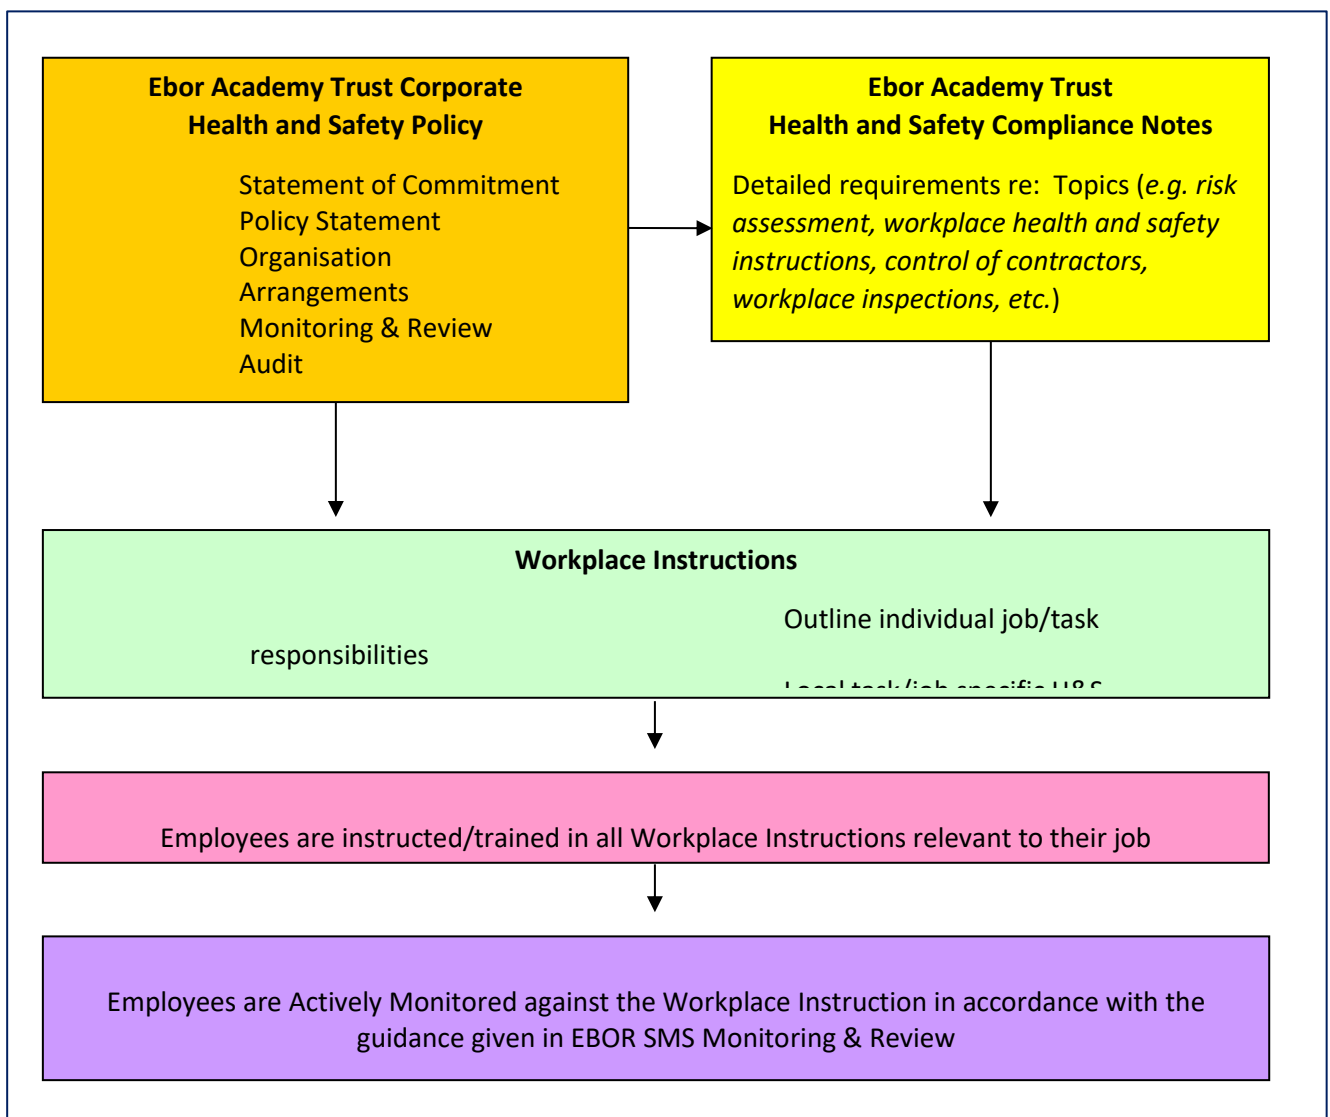 Ebor Academy Trust Corporate
Health and Safety Policy
Statement of Commitment
Policy Statement
Organisation
Arrangements
Monitoring & Review
Audit
Ebor Academy Trust
Health and Safety Compliance Notes
Detailed requirements re:  Topics (e.g. risk
assessment, workplace health and safety
instructions, control of contractors,
workplace inspections, etc.)
Workplace Instructions
Outline individual job/task
responsibilities
Local task/job specific H&S
Employees are instructed/trained in all Workplace Instructions relevant to their job
Employees are Actively Monitored against the Workplace Instruction in accordance with the
guidance given in EBOR SMS Monitoring & Review